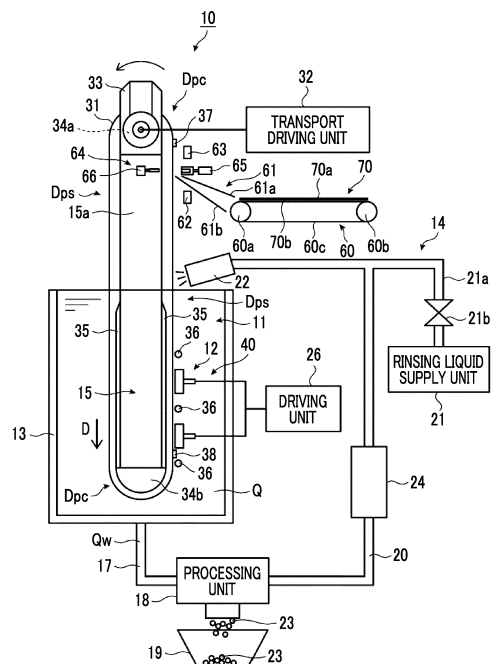 10
33
Dpc
31
37
32
34a
TRANSPORT
DRIVING UNIT
63
64
65
61
70a
70
66
61a
Dps
15a
62
61b
60a
70b
60c
60
60b
14
22
21a
Dps
21b
35
35
11
36
12
40
26
RINSING LIQUID
SUPPLY UNIT
21
15
36
DRIVING
UNIT
13
D
38
36
24
34b
Dpc
Q
Qw
17
20
PROCESSING
UNIT
18
23
19
23